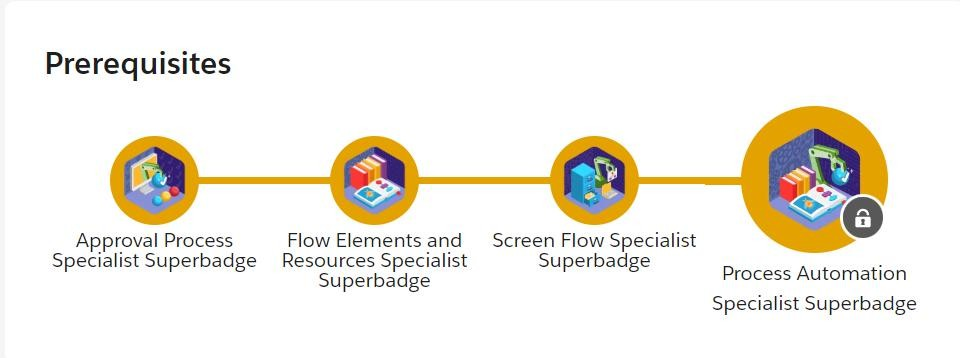 Prerequisites
Approval Process
Specialist Superbadge
Flow Elements and
Resources Specialist
Superbadge
Screen Flow Specialist
Superbadge
Process Automation
Specialist Superbadge